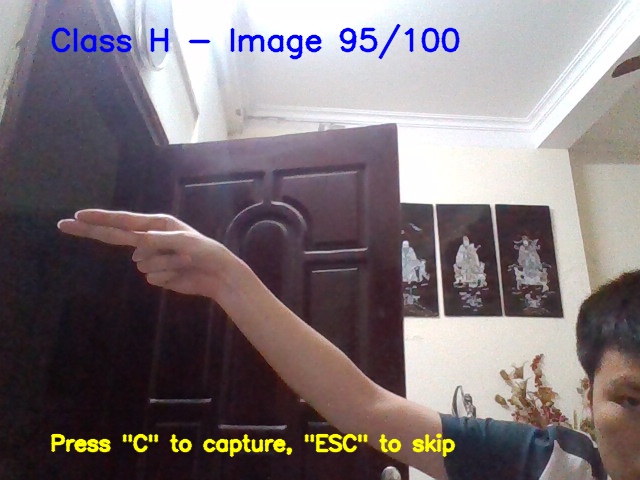 Class H - Image 95/100
Press "C" to capture, "ESC" to skip